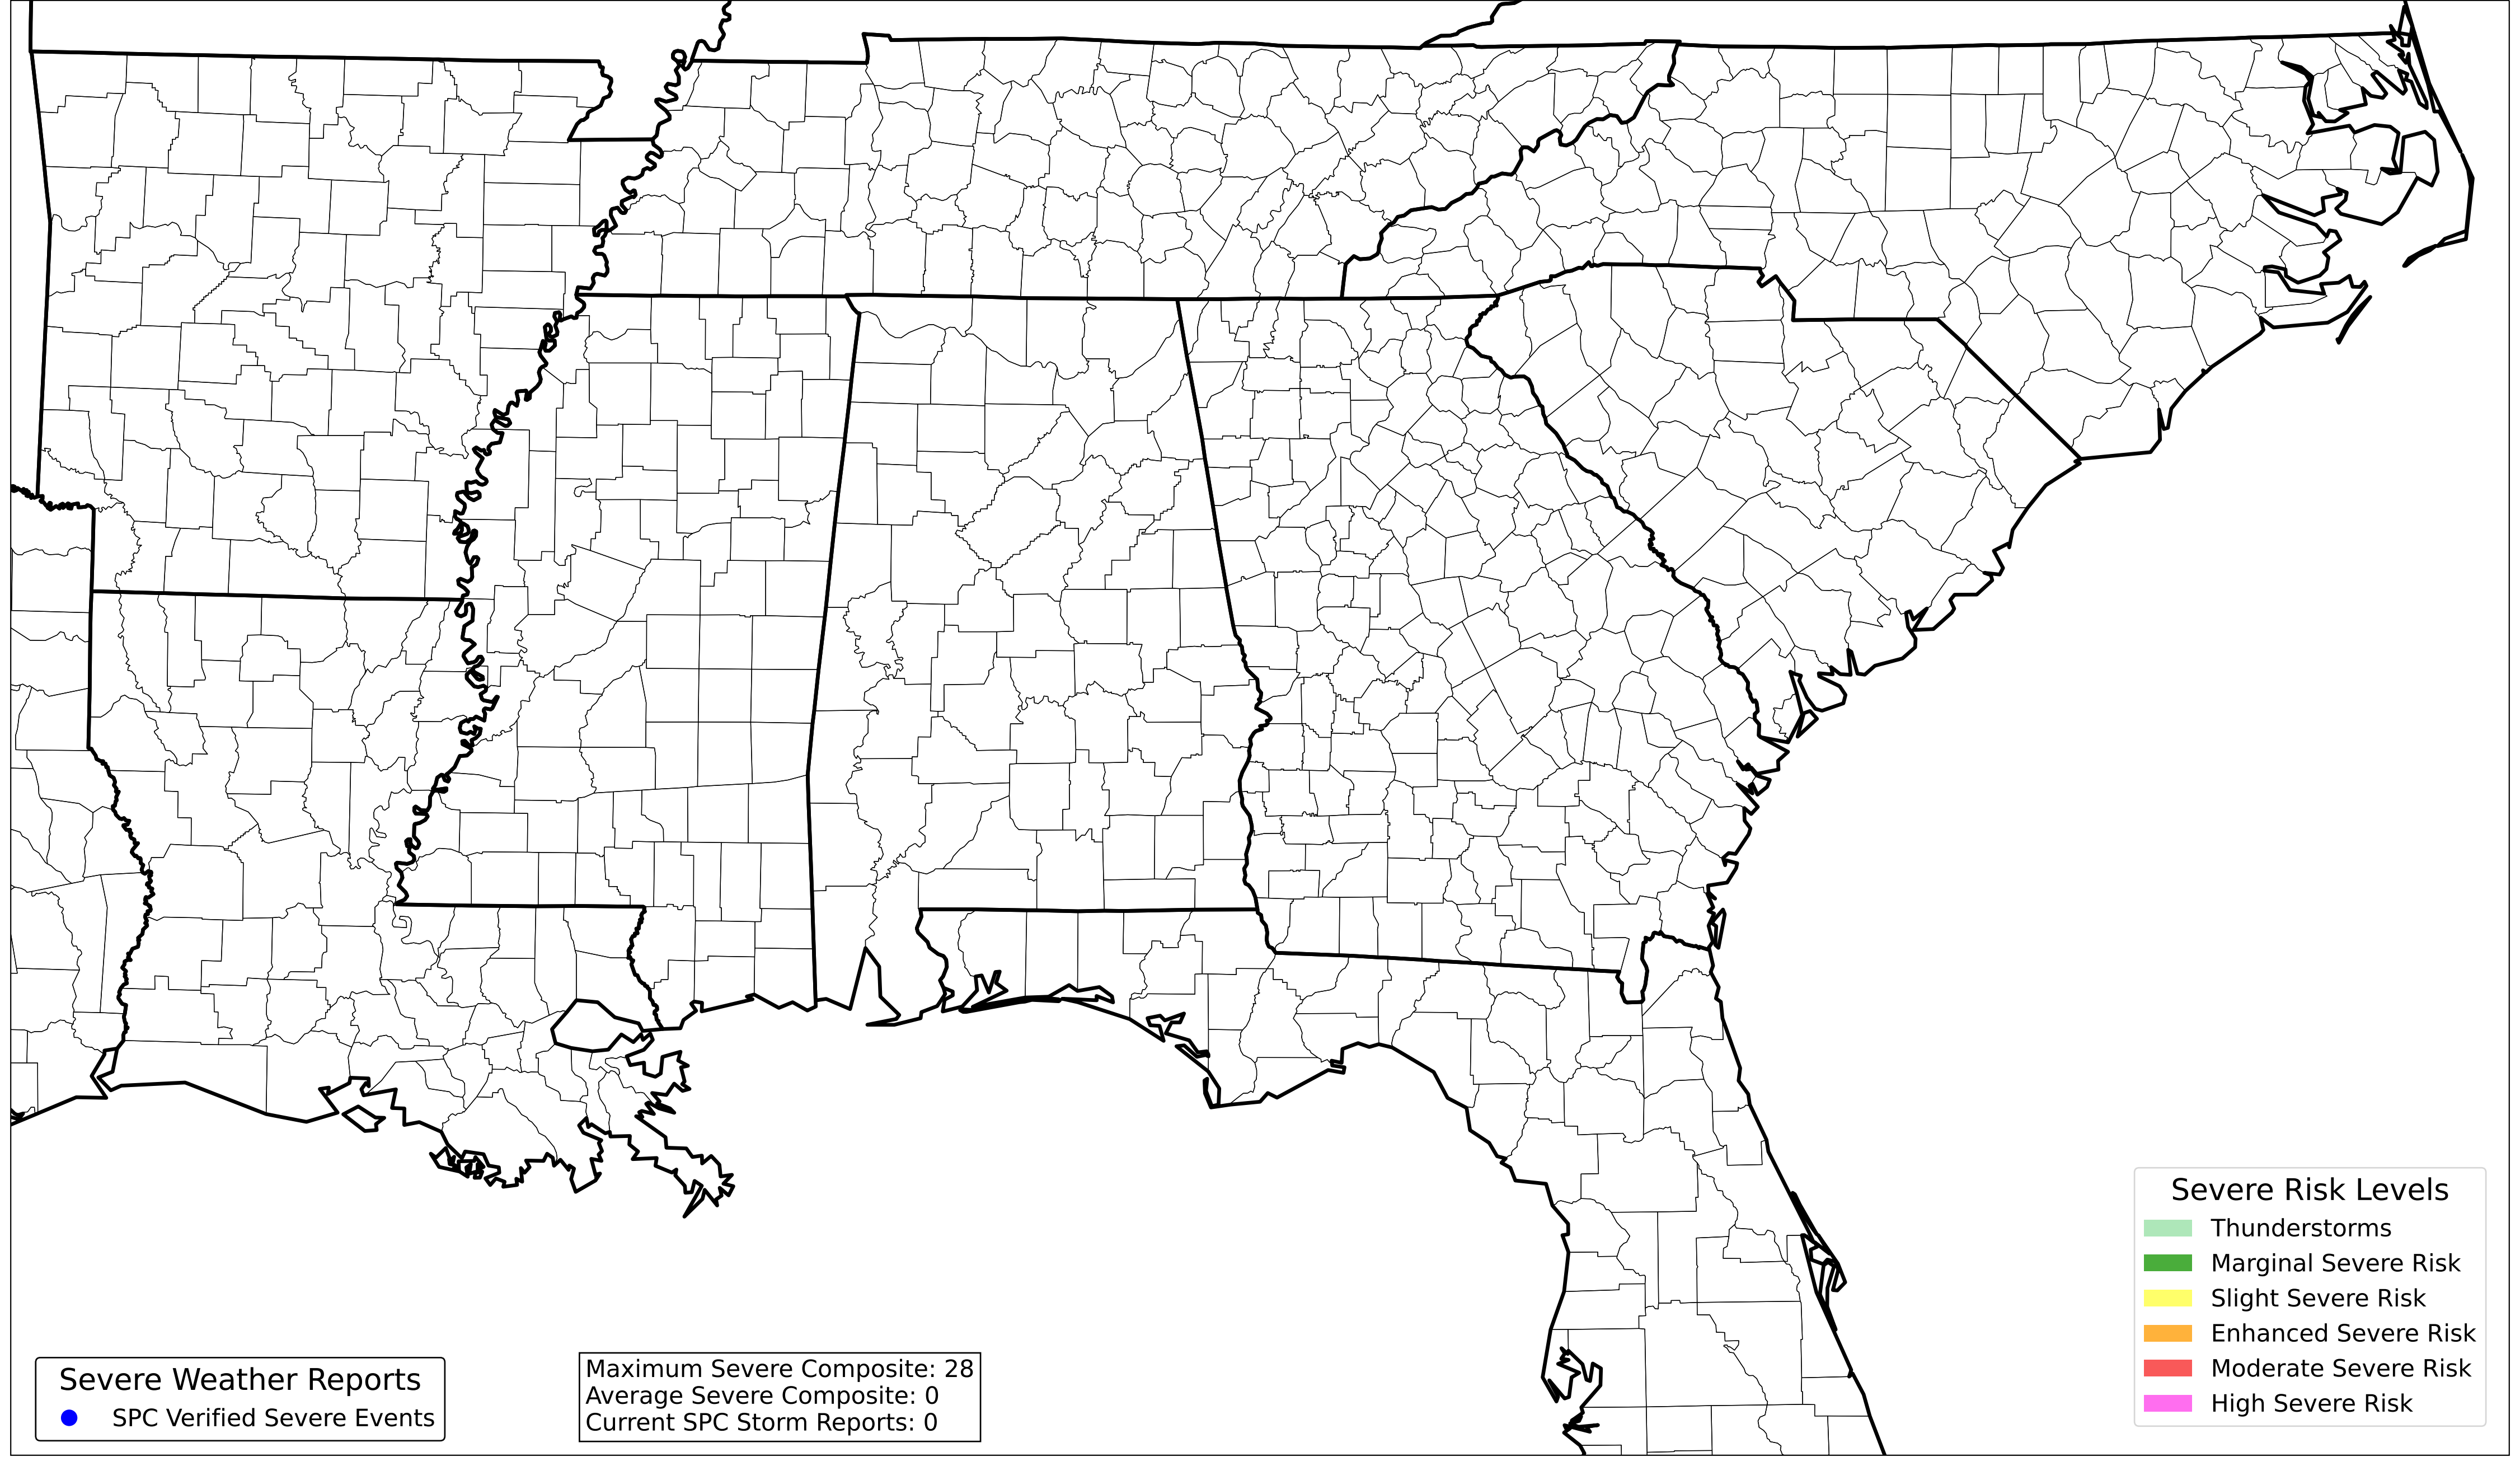 Severe Risk Levels
Thunderstorms
Marginal Severe Risk
Slight Severe Risk
Enhanced Severe Risk
Moderate Severe Risk
High Severe Risk
Severe Weather Reports
SPC Verified Severe Events
Maximum Severe Composite: 28
Average Severe Composite: 0
Current SPC Storm Reports: 0